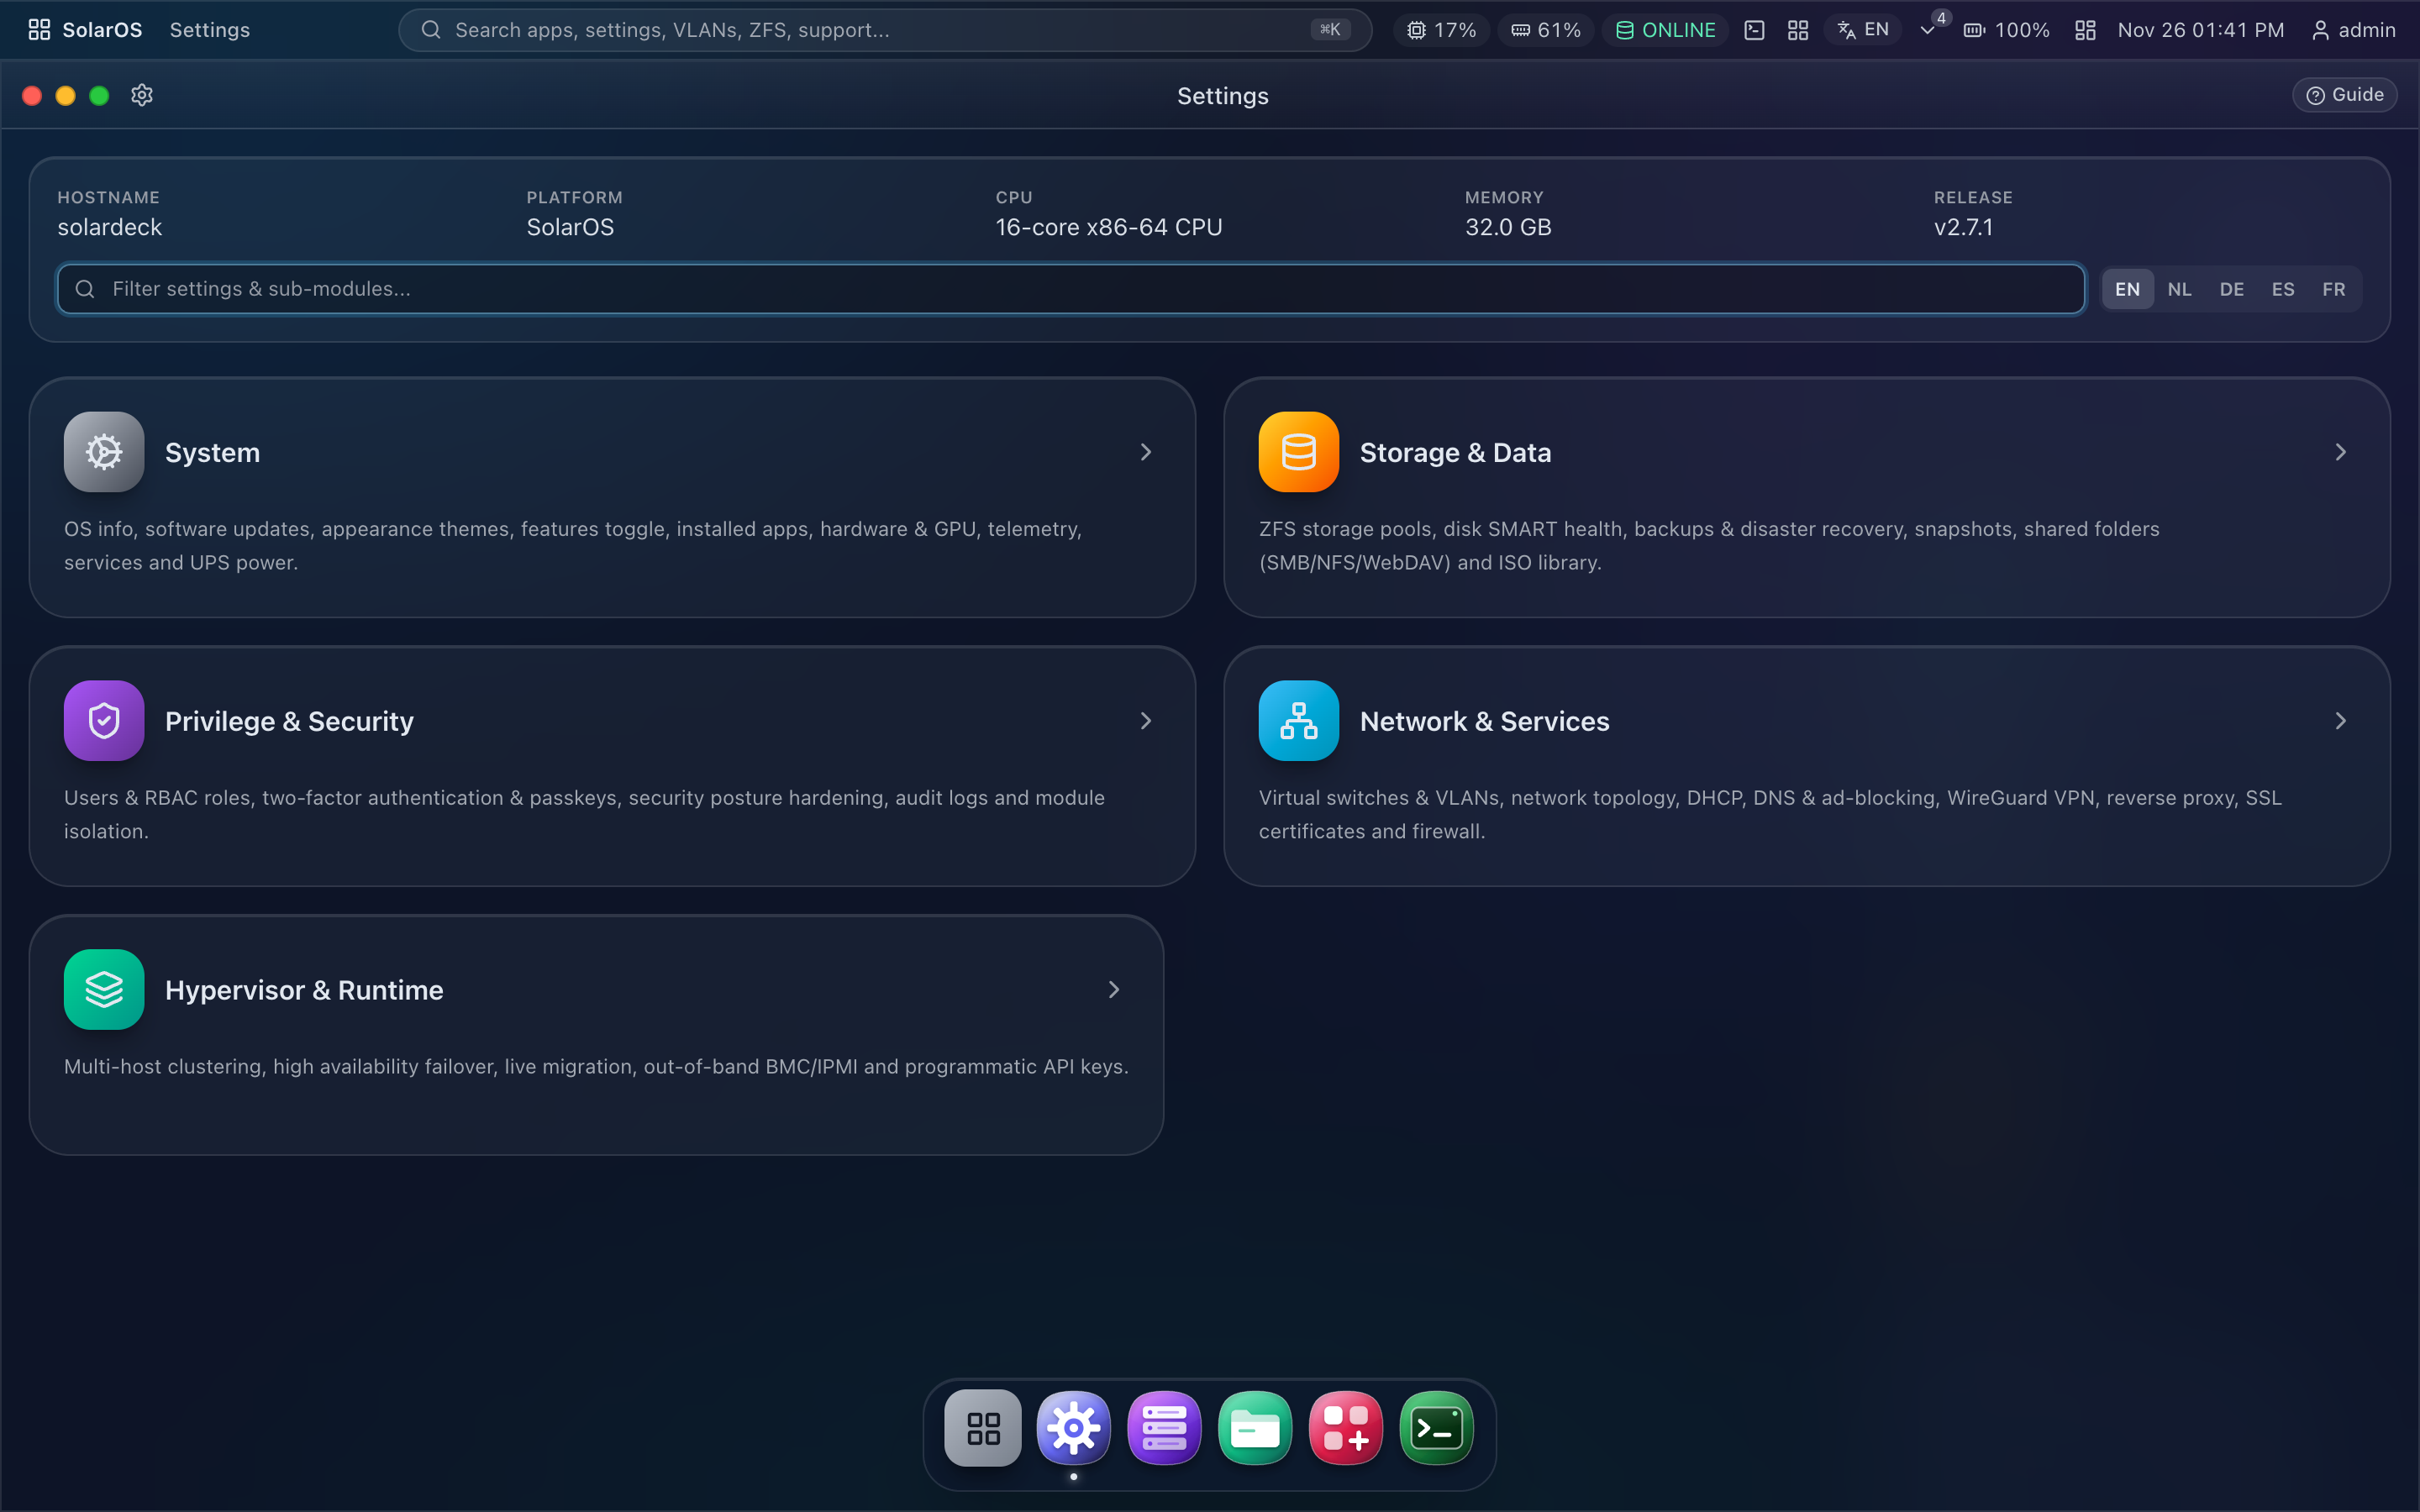 SolarOS Settings Search apps, settings, VLANs, ZFS, support... ⌘K 17% 61% ONLINE EN 4 100% Nov 26 01:41 PM admin
Settings Guide
HOSTNAME PLATFORM CPU MEMORY RELEASE
solardeck SolarOS 16-core x86-64 CPU 32.0 GB v2.7.1
Filter settings & sub-modules... EN NL DE ES FR
System
OS info, software updates, appearance themes, features toggle, installed apps, hardware & GPU, telemetry,
services and UPS power.
Storage & Data
ZFS storage pools, disk SMART health, backups & disaster recovery, snapshots, shared folders
(SMB/NFS/WebDAV) and ISO library.
Privilege & Security
Users & RBAC roles, two-factor authentication & passkeys, security posture hardening, audit logs and module
isolation.
Network & Services
Virtual switches & VLANs, network topology, DHCP, DNS & ad-blocking, WireGuard VPN, reverse proxy, SSL
certificates and firewall.
Hypervisor & Runtime
Multi-host clustering, high availability failover, live migration, out-of-band BMC/IPMI and programmatic API keys.